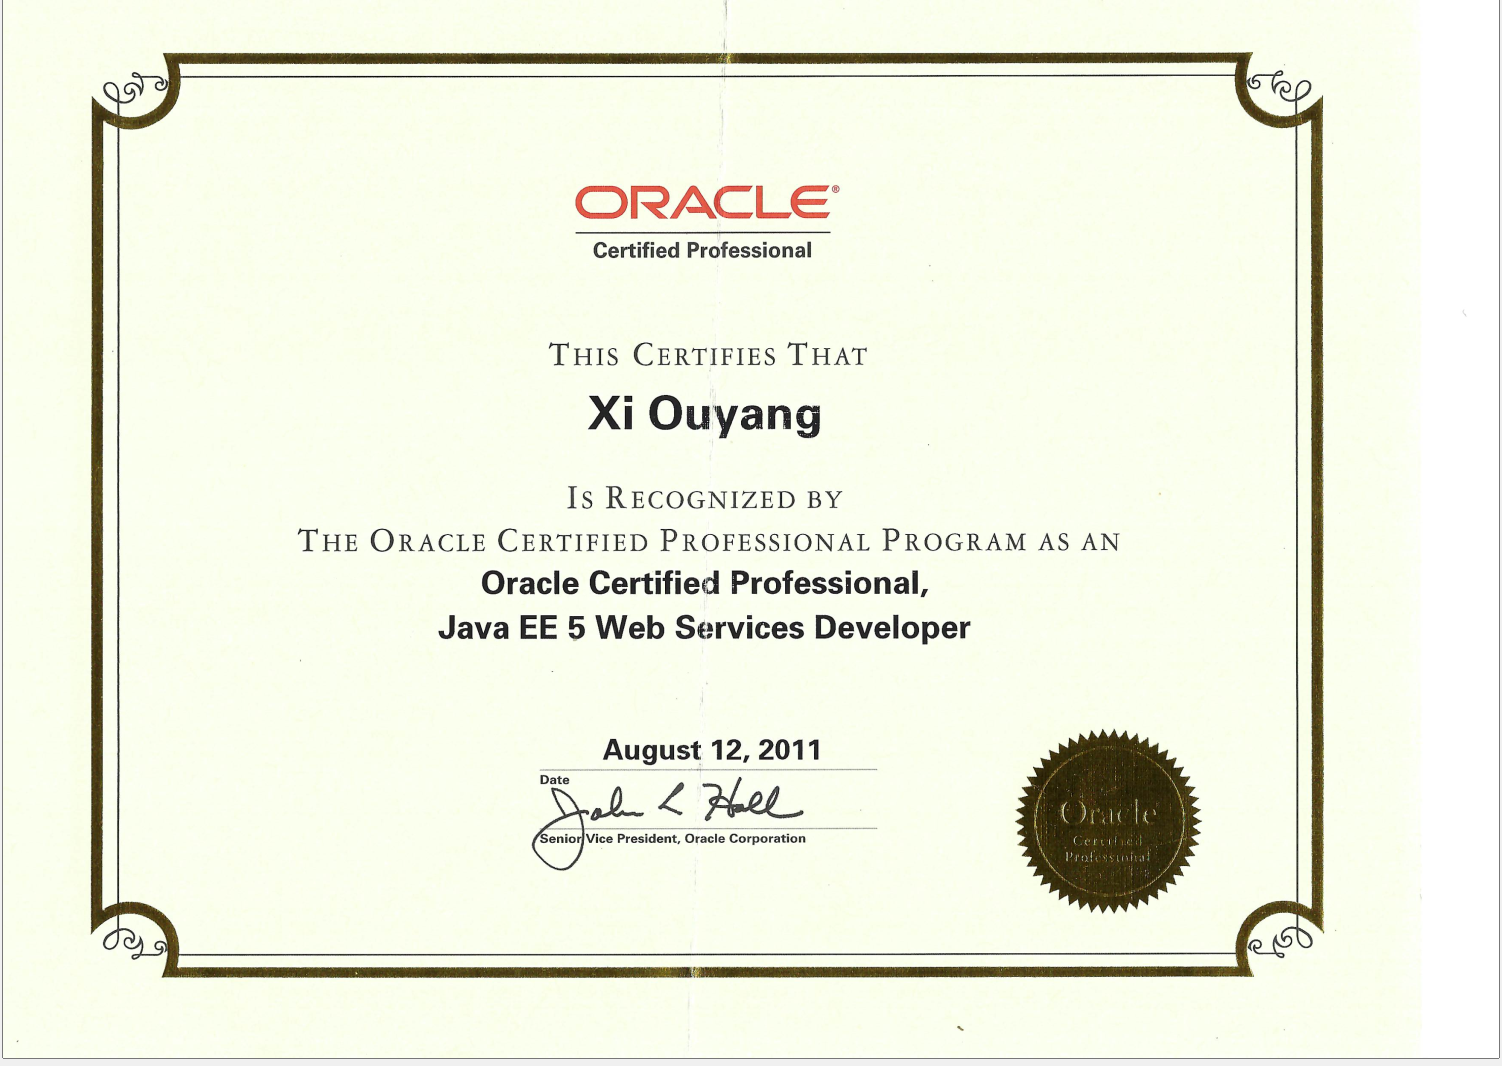 ORACLE®
Certified Professional
THIS CERTIFIES THAT
Xi Ouyang
IS RECOGNIZED BY
THE ORACLE CERTIFIED PROFESSIONAL PROGRAM AS AN
Oracle Certified Professional,
Java EE 5 Web Services Developer
August 12, 2011
Date
John L Hall
Senior Vice President, Oracle Corporation
Oracle
Certified
Professional